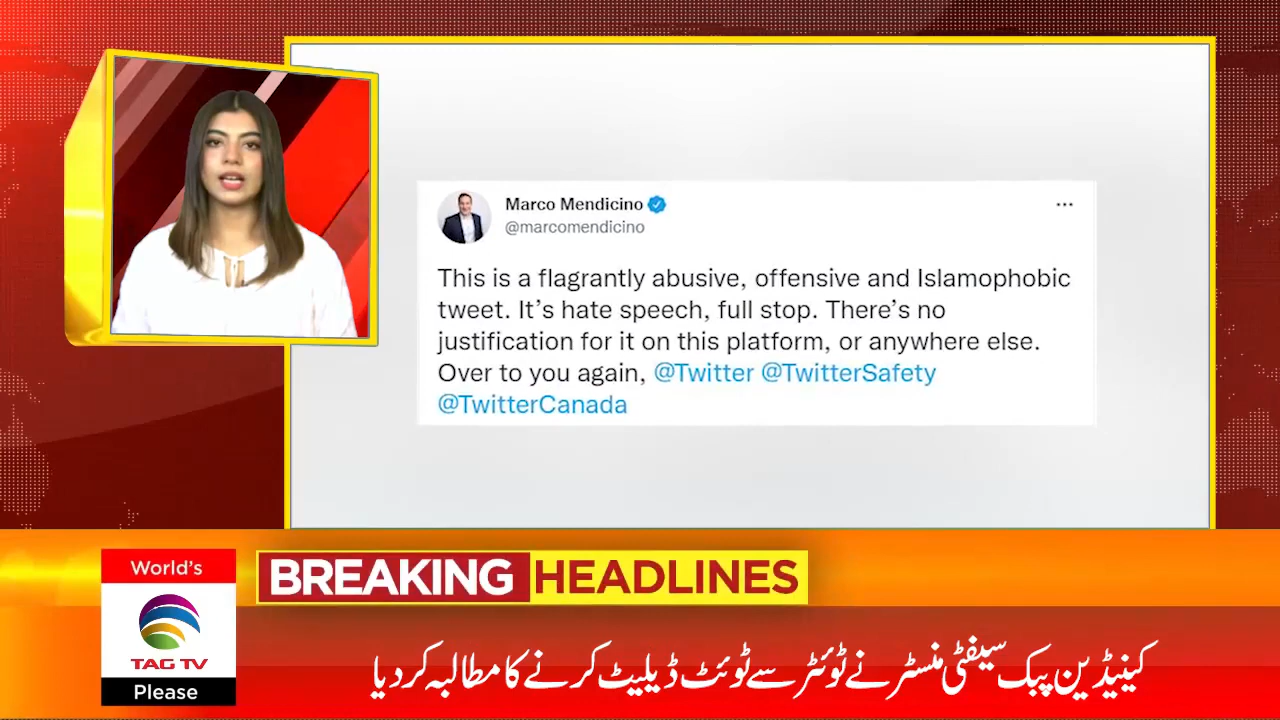 Marco Mendicino
@marcomendicino
This is a flagrantly abusive, offensive and Islamophobic
tweet. It’s hate speech, full stop. There’s no
justification for it on this platform, or anywhere else.
Over to you again, @Twitter @TwitterSafety
@TwitterCanada
World's
TAG TV
Please
BREAKING HEADLINES
کینیڈین پبک سیفٹی منسٹر نے ٹوئٹر سے ٹوئٹ ڈیلیٹ کرنے کا مطالبہ کر دیا